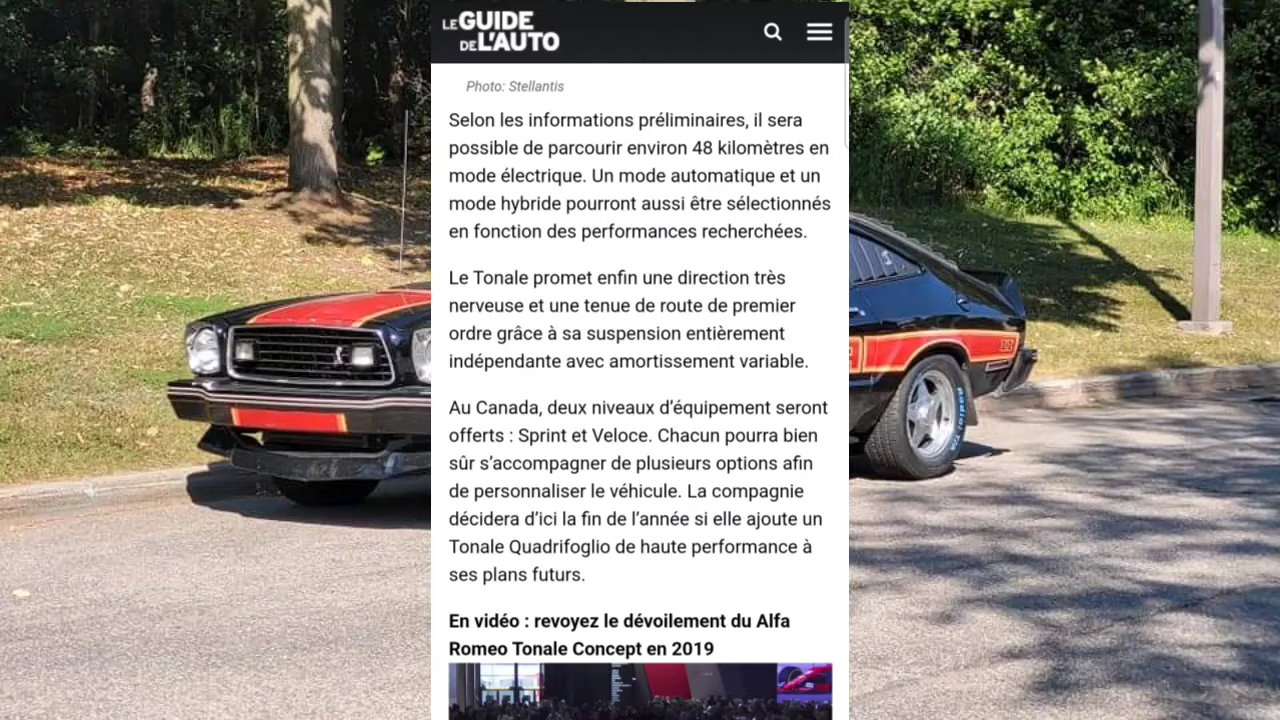 LE GUIDE
DE L'AUTO
Photo: Stellantis
Selon les informations préliminaires, il sera
possible de parcourir environ 48 kilomètres en
mode électrique. Un mode automatique et un
mode hybride pourront aussi être sélectionnés
en fonction des performances recherchées.
Le Tonale promet enfin une direction très
nerveuse et une tenue de route de premier
ordre grâce à sa suspension entièrement
indépendante avec amortissement variable.
Au Canada, deux niveaux d’équipement seront
offerts : Sprint et Veloce. Chacun pourra bien
sûr s’accompagner de plusieurs options afin
de personnaliser le véhicule. La compagnie
décidera d’ici la fin de l’année si elle ajoute un
Tonale Quadrifoglio de haute performance à
ses plans futurs.
En vidéo : revoyez le dévoilement du Alfa
Romeo Tonale Concept en 2019